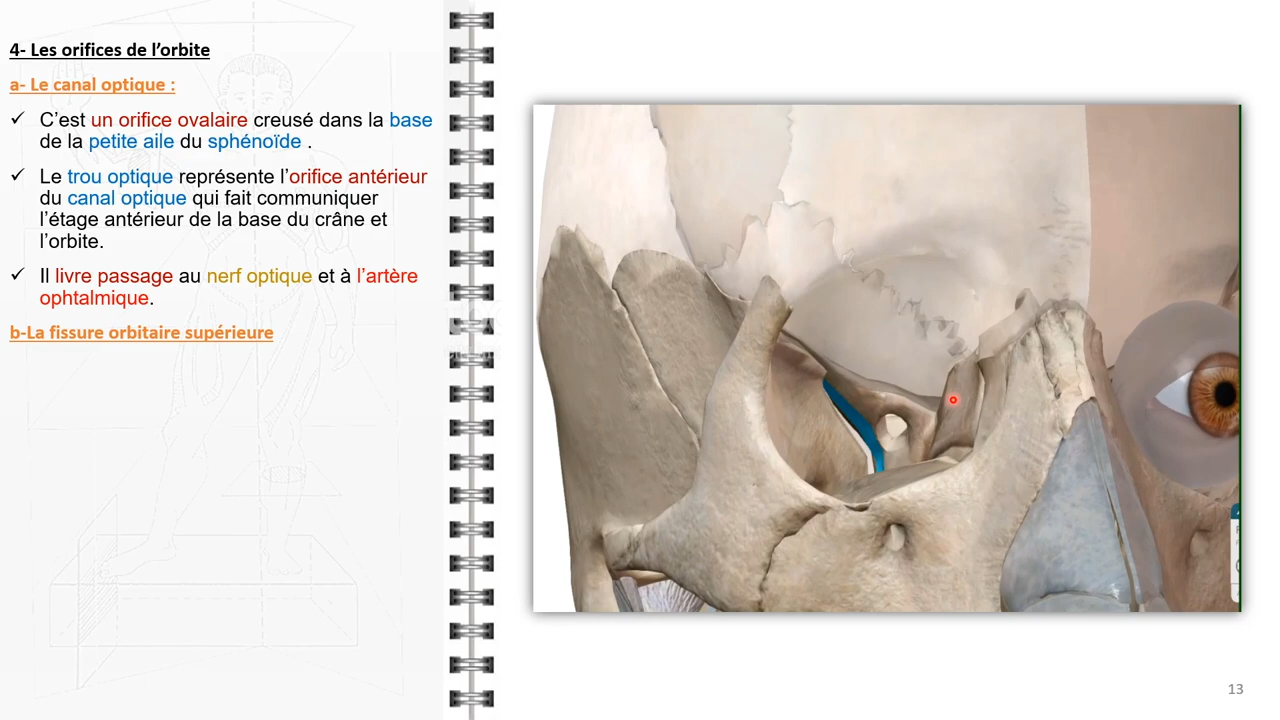 4- Les orifices de l’orbite
a- Le canal optique :
✓ C’est un orifice ovalaire creusé dans la base
de la petite aile du sphénoïde .
✓ Le trou optique représente l’orifice antérieur
du canal optique qui fait communiquer
l’étage antérieur de la base du crâne et
l’orbite.
✓ Il livre passage au nerf optique et à l’artère
ophtalmique.
b-La fissure orbitaire supérieure
13